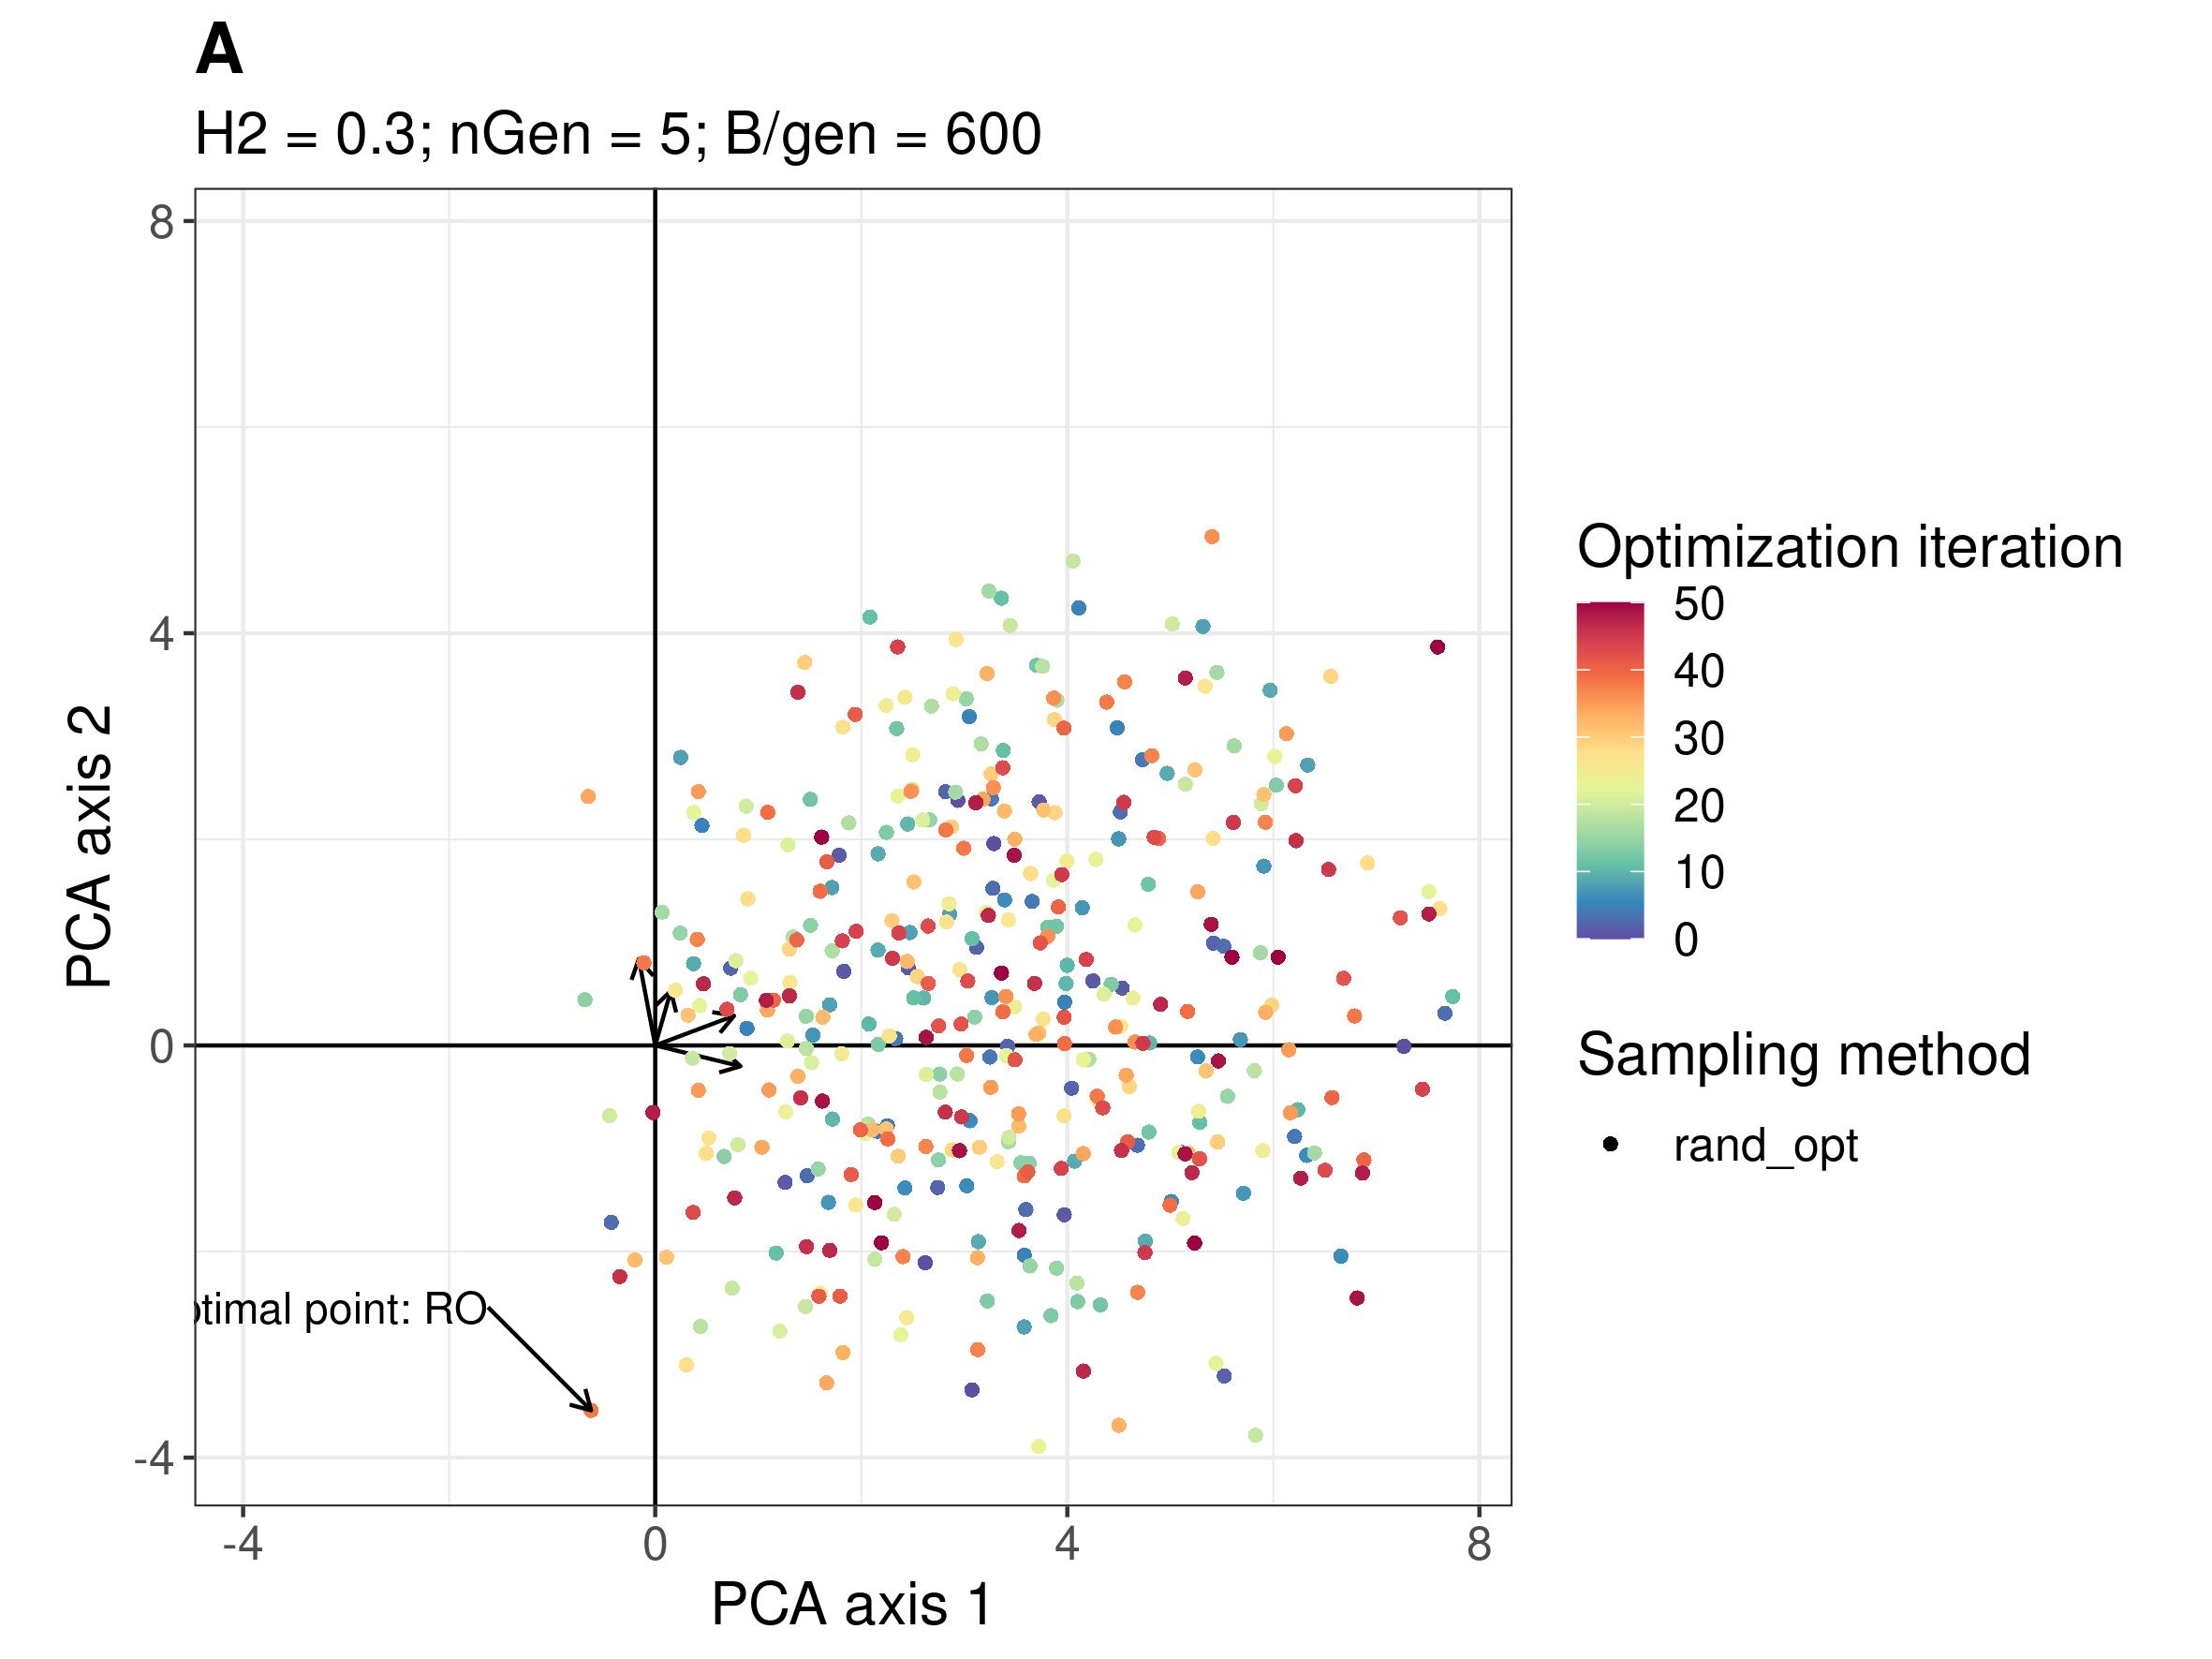 A
H2 = 0.3; nGen = 5; B/gen = 600
PCA axis 2
8
4
0
-4
timal point: RO
-4
0
4
8
PCA axis 1
Optimization iteration
50
40
30
20
10
0
Sampling method
rand_opt